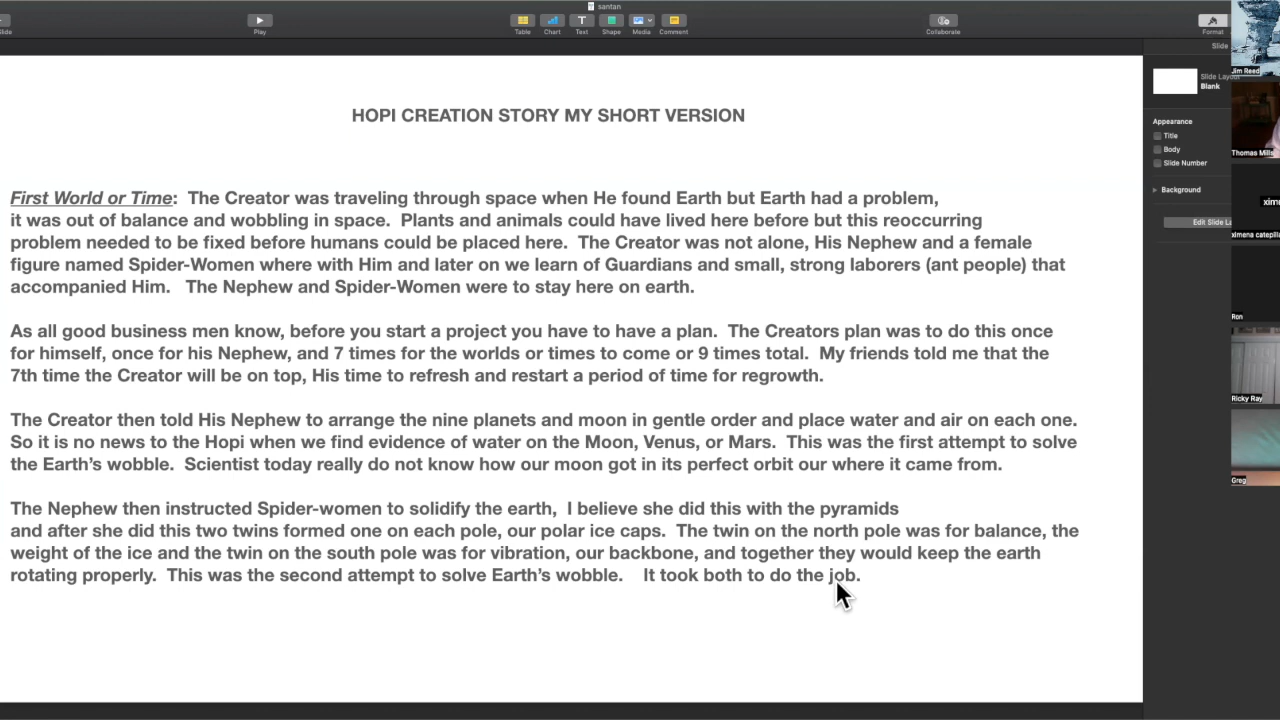 santan
Slide
Play
Table
Chart
Text
Shape
Media
Comment
Collaborate
Format
Slide
HOPI CREATION STORY MY SHORT VERSION
First World or Time:  The Creator was traveling through space when He found Earth but Earth had a problem,
it was out of balance and wobbling in space.  Plants and animals could have lived here before but this reoccurring
problem needed to be fixed before humans could be placed here.  The Creator was not alone, His Nephew and a female
figure named Spider-Women where with Him and later on we learn of Guardians and small, strong laborers (ant people) that
accompanied Him.   The Nephew and Spider-Women were to stay here on earth.
As all good business men know, before you start a project you have to have a plan.  The Creators plan was to do this once
for himself, once for his Nephew, and 7 times for the worlds or times to come or 9 times total.  My friends told me that the
7th time the Creator will be on top, His time to refresh and restart a period of time for regrowth.
The Creator then told His Nephew to arrange the nine planets and moon in gentle order and place water and air on each one.
So it is no news to the Hopi when we find evidence of water on the Moon, Venus, or Mars.  This was the first attempt to solve
the Earth's wobble.  Scientist today really do not know how our moon got in its perfect orbit our where it came from.
The Nephew then instructed Spider-women to solidify the earth,  I believe she did this with the pyramids
and after she did this two twins formed one on each pole, our polar ice caps.  The twin on the north pole was for balance, the
weight of the ice and the twin on the south pole was for vibration, our backbone, and together they would keep the earth
rotating properly.  This was the second attempt to solve Earth's wobble.    It took both to do the job.
Slide Layou
Blank
Appearance
Title
Body
Slide Number
Background
Edit Slide La
Jim Reed
Thomas Mills
xim
ximena catepill
Ron
Ricky Ray
Greg